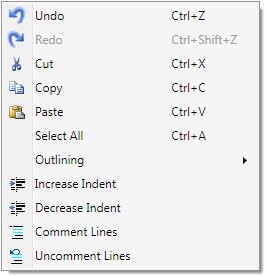 Undo Ctrl+Z
Redo Ctrl+Shift+Z
Cut Ctrl+X
Copy Ctrl+C
Paste Ctrl+V
Select All Ctrl+A
Outlining
Increase Indent
Decrease Indent
Comment Lines
Uncomment Lines